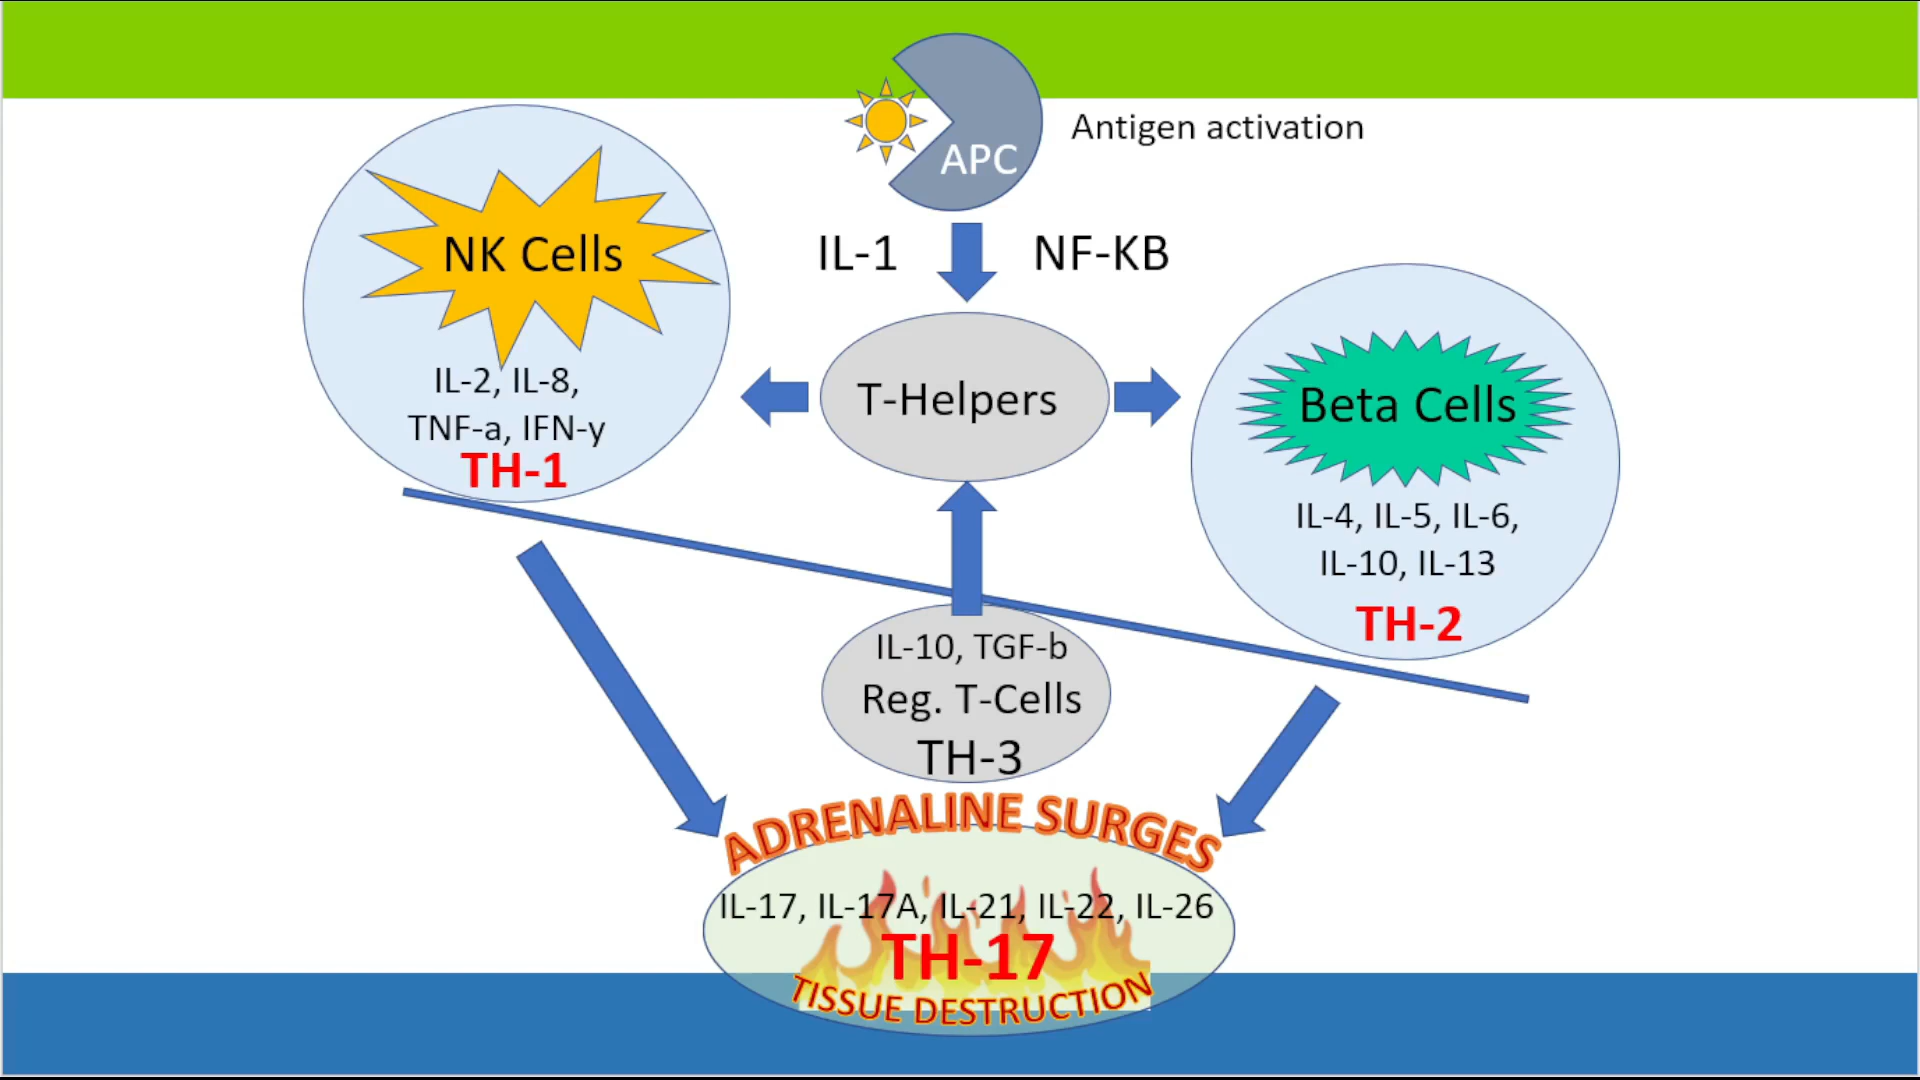 APC
Antigen activation
IL-1
NF-KB
NK Cells
IL-2, IL-8,
TNF-a, IFN-y
TH-1
T-Helpers
Beta Cells
IL-4, IL-5, IL-6,
IL-10, IL-13
TH-2
IL-10, TGF-b
Reg. T-Cells
TH-3
ADRENALINE SURGES
IL-17, IL-17A, IL-21, IL-22, IL-26
TH-17
TISSUE DESTRUCTION